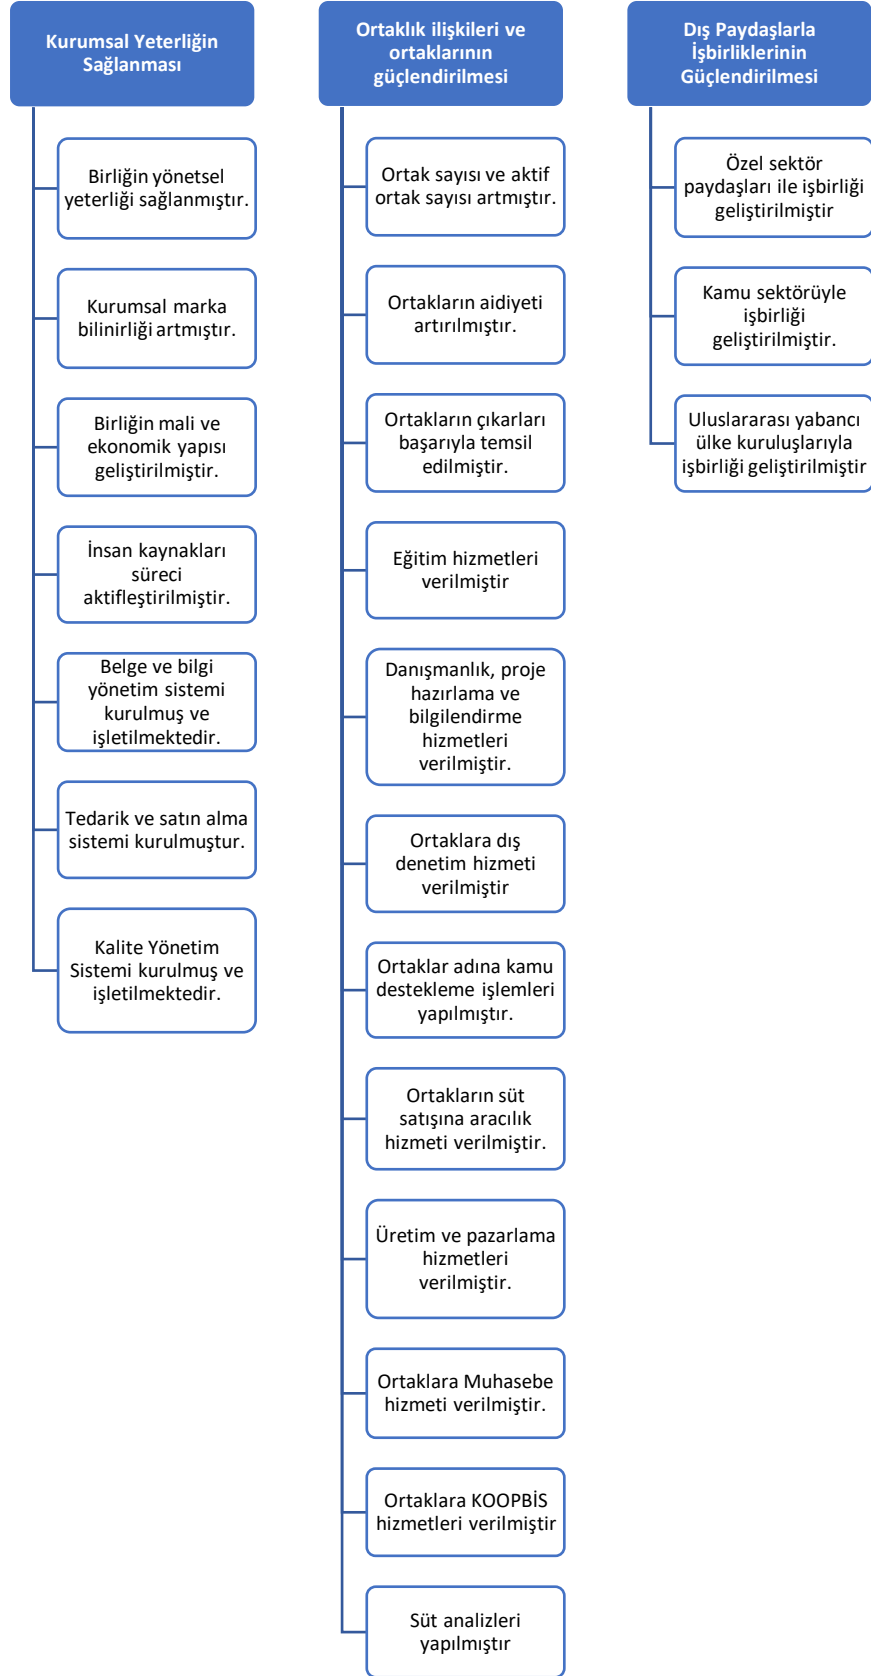 Kurumsal Yeterliğin
Sağlanması
Birliğin yönetsel
yeterliği sağlanmıştır.
Kurumsal marka
bilinirliği artmıştır.
Birliğin mali ve
ekonomik yapısı
geliştirilmiştir.
İnsan kaynakları
süreci
aktifleştirilmiştir.
Belge ve bilgi
yönetim sistemi
kurulmuş ve
işletilmektedir.
Tedarik ve satın alma
sistemi kurulmuştur.
Kalite Yönetim
Sistemi kurulmuş ve
işletilmektedir.
Ortaklık ilişkileri ve
ortaklarının
güçlendirilmesi
Ortak sayısı ve aktif
ortak sayısı artmıştır.
Ortakların aidiyeti
artırılmıştır.
Ortakların çıkarları
başarıyla temsil
edilmiştir.
Eğitim hizmetleri
verilmiştir
Danışmanlık, proje
hazırlama ve
bilgilendirme
hizmetleri
verilmiştir.
Ortaklara dış
denetim hizmeti
verilmiştir
Ortaklar adına kamu
destekleme işlemleri
yapılmıştır.
Ortakların süt
satışına aracılık
hizmeti verilmiştir.
Üretim ve pazarlama
hizmetleri
verilmiştir.
Ortaklara Muhasebe
hizmeti verilmiştir.
Ortaklara KOOPBİS
hizmetleri verilmiştir
Süt analizleri
yapılmıştır
Dış Paydaşlarla
İşbirliklerinin
Güçlendirilmesi
Özel sektör
paydaşları ile işbirliği
geliştirilmiştir
Kamu sektörüyle
işbirliği
geliştirilmiştir.
Uluslararası yabancı
ülke kuruluşlarıyla
işbirliği geliştirilmiştir